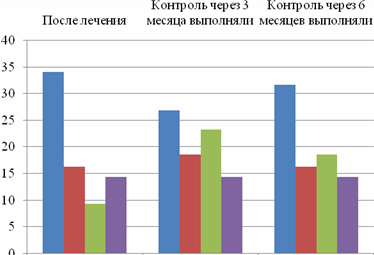 После лечения
Контроль через 3
месяца выполняли
Контроль через 6
месяцев выполняли
40
35
30
25
20
15
10
5
0